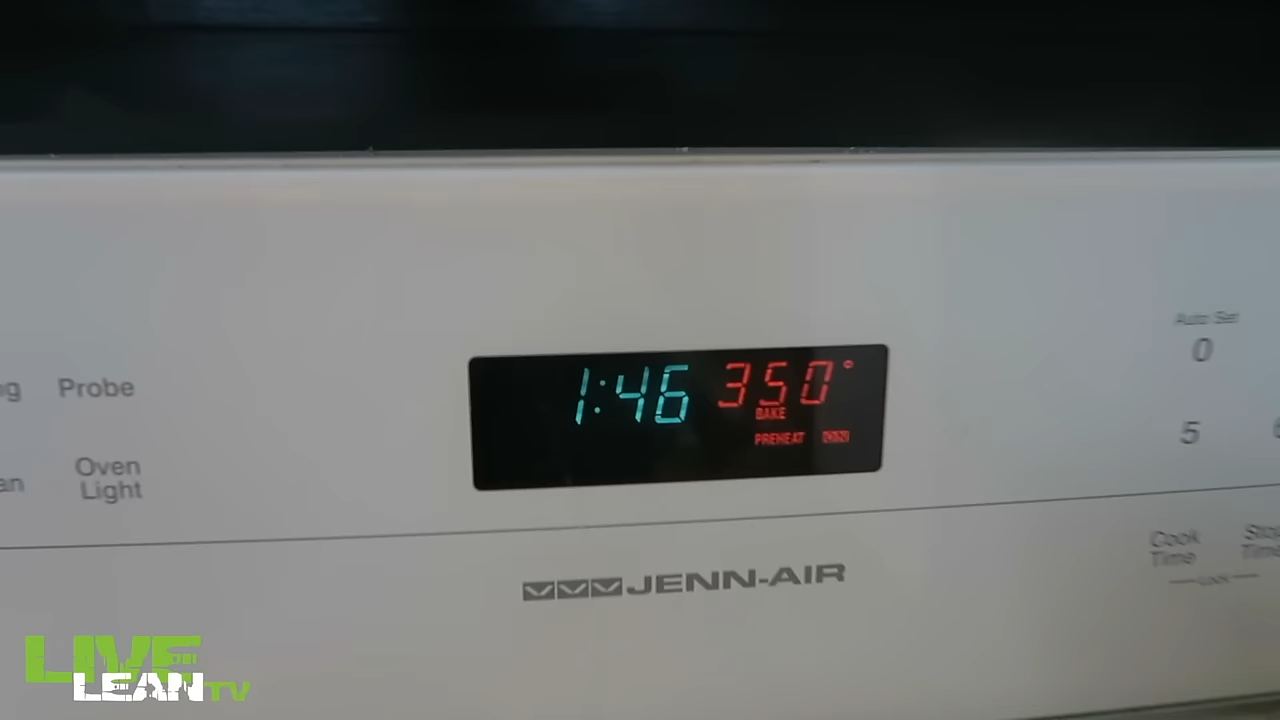 Auto Set
0
1:46 350°
BAKE
PREHEAT
Probe
5
Oven
Light
Cook
Time
JENN-AIR
LIVE
LEAN TV